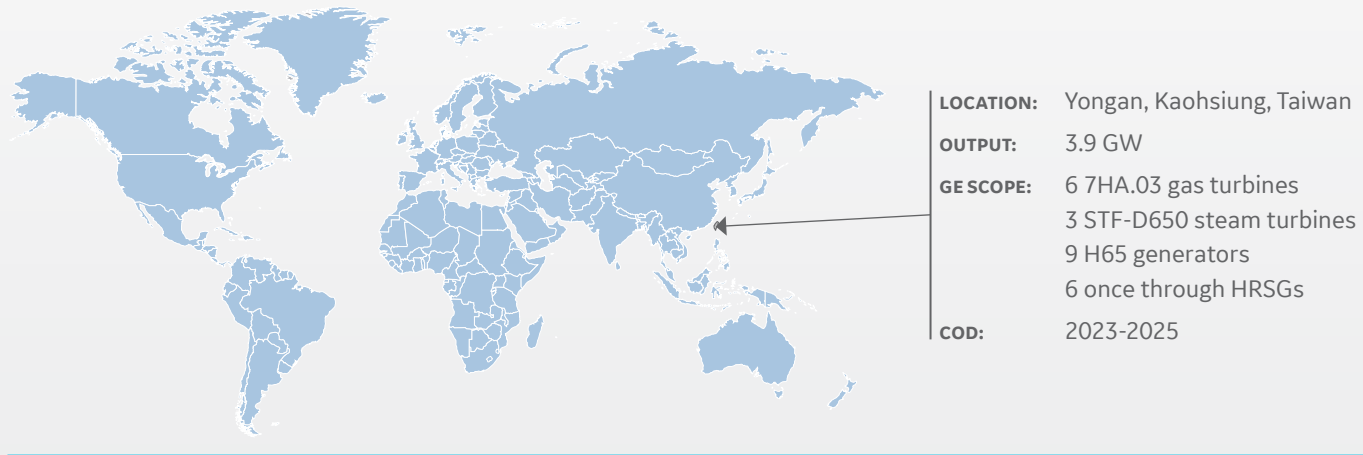 LOCATION: Yongan, Kaohsiung, Taiwan
OUTPUT: 3.9 GW
GE SCOPE: 6 7HA.03 gas turbines
3 STF-D650 steam turbines
9 H65 generators
6 once through HRSGs
COD: 2023-2025